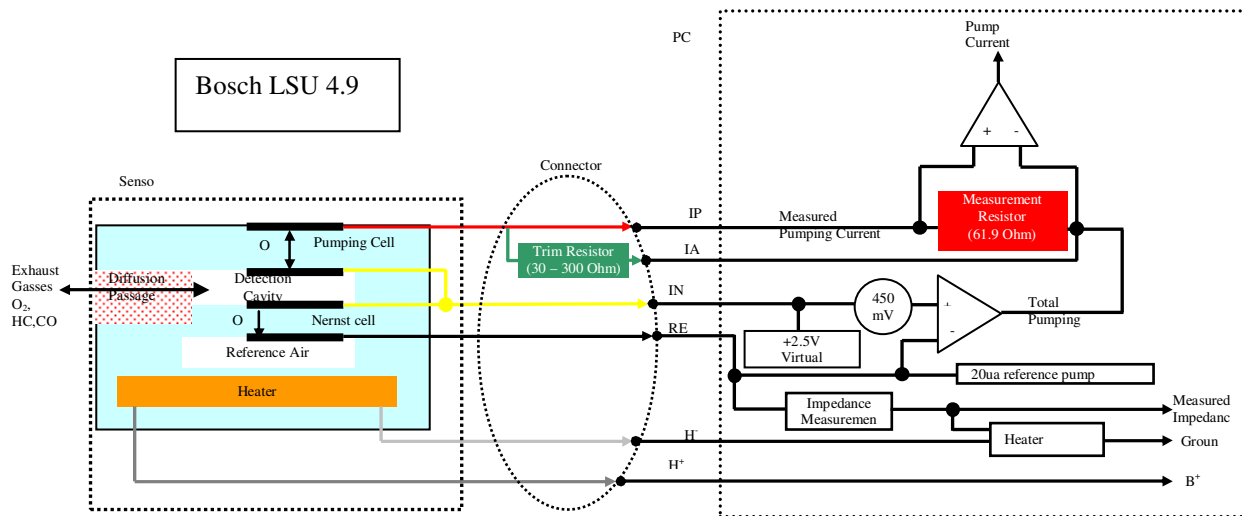 Pump
Current
PC
Bosch LSU 4.9
+ -
Connector
Senso
IP
Measured
Pumping Current
Measurement
Resistor
(61.9 Ohm)
O
Pumping Cell
Trim Resistor
(30 – 300 Ohm)
IA
Exhaust
Gasses
O₂,
HC,CO
Diffusion
Passage
Detection
Cavity
IN
450
mV
+
-
Total
Pumping
O
Nernst cell
RE
+2.5V
Virtual
Reference Air
20ua reference pump
Heater
Impedance
Measuremen
Measured
Impedanc
H⁻
Heater
Groun
H⁺
B⁺